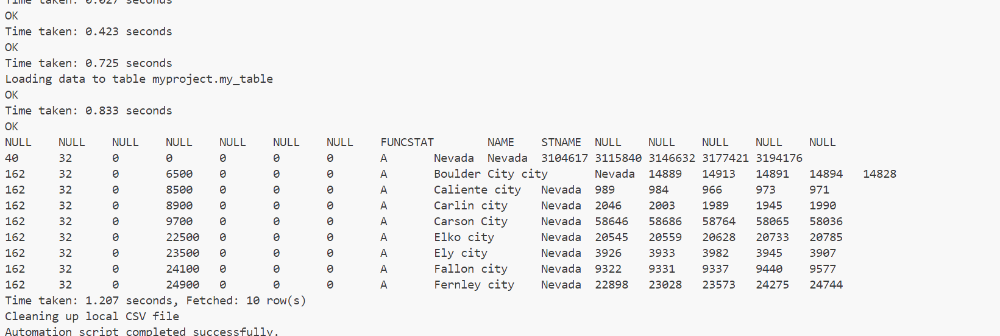 Time taken: 0.027 seconds
OK
Time taken: 0.423 seconds
OK
Time taken: 0.725 seconds
Loading data to table myproject.my_table
OK
Time taken: 0.833 seconds
OK
NULL NULL NULL NULL NULL NULL NULL FUNCSTAT NAME STNAME NULL NULL NULL NULL NULL
40 32 0 0 0 0 0 A Nevada Nevada 3104617 3115840 3146632 3177421 3194176
162 32 0 6500 0 0 0 A Boulder City city Nevada 14889 14913 14891 14894 14828
162 32 0 8500 0 0 0 A Caliente city Nevada 989 984 966 973 971
162 32 0 8900 0 0 0 A Carlin city Nevada 2046 2003 1989 1945 1990
162 32 0 9700 0 0 0 A Carson City Nevada 58646 58686 58764 58065 58036
162 32 0 22500 0 0 0 A Elko city Nevada 20545 20559 20628 20733 20785
162 32 0 23500 0 0 0 A Ely city Nevada 3926 3933 3982 3945 3907
162 32 0 24100 0 0 0 A Fallon city Nevada 9322 9331 9337 9440 9577
162 32 0 24900 0 0 0 A Fernley city Nevada 22898 23028 23573 24275 24744
Time taken: 1.207 seconds, Fetched: 10 row(s)
Cleaning up local CSV file
Automation script completed successfully.